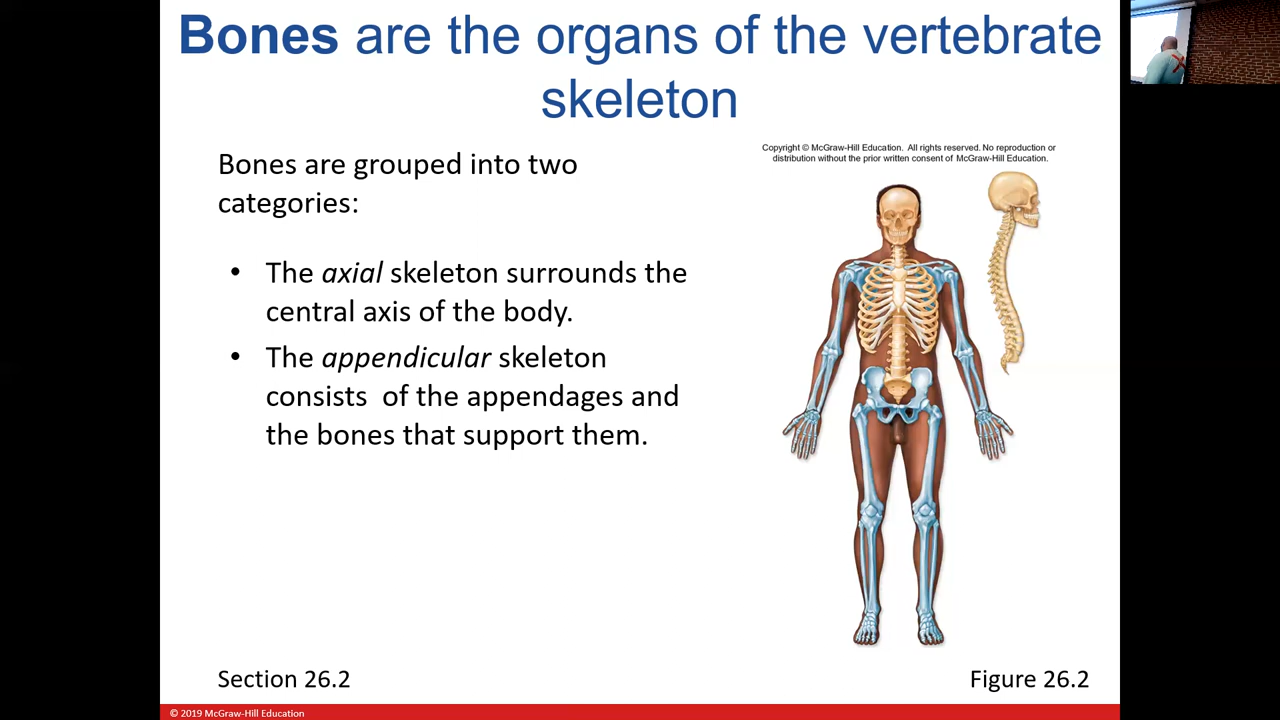 Bones are the organs of the vertebrate
skeleton
Bones are grouped into two
categories:
• The axial skeleton surrounds the
central axis of the body.
• The appendicular skeleton
consists  of the appendages and
the bones that support them.
Copyright © McGraw-Hill Education. All rights reserved. No reproduction or
distribution without the prior written consent of McGraw-Hill Education.
Section 26.2
Figure 26.2
© 2019 McGraw-Hill Education